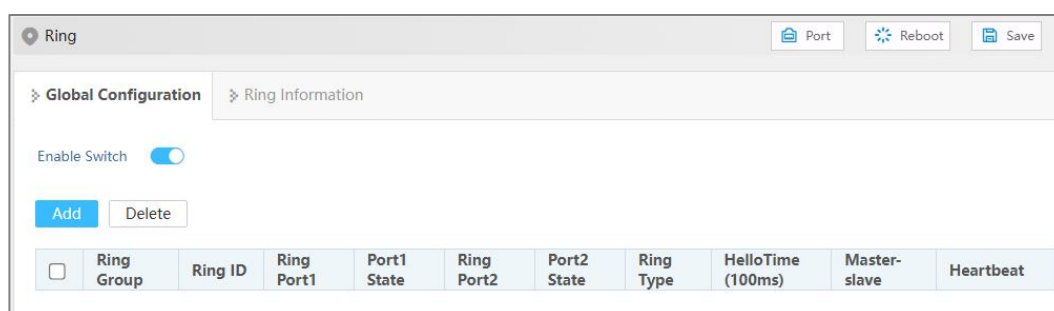 Ring Port Reboot Save
Global Configuration Ring Information
Enable Switch
Add Delete
Ring Group Ring ID Ring Port1 Port1 State Ring Port2 Port2 State Ring Type HelloTime (100ms) Master-slave Heartbeat